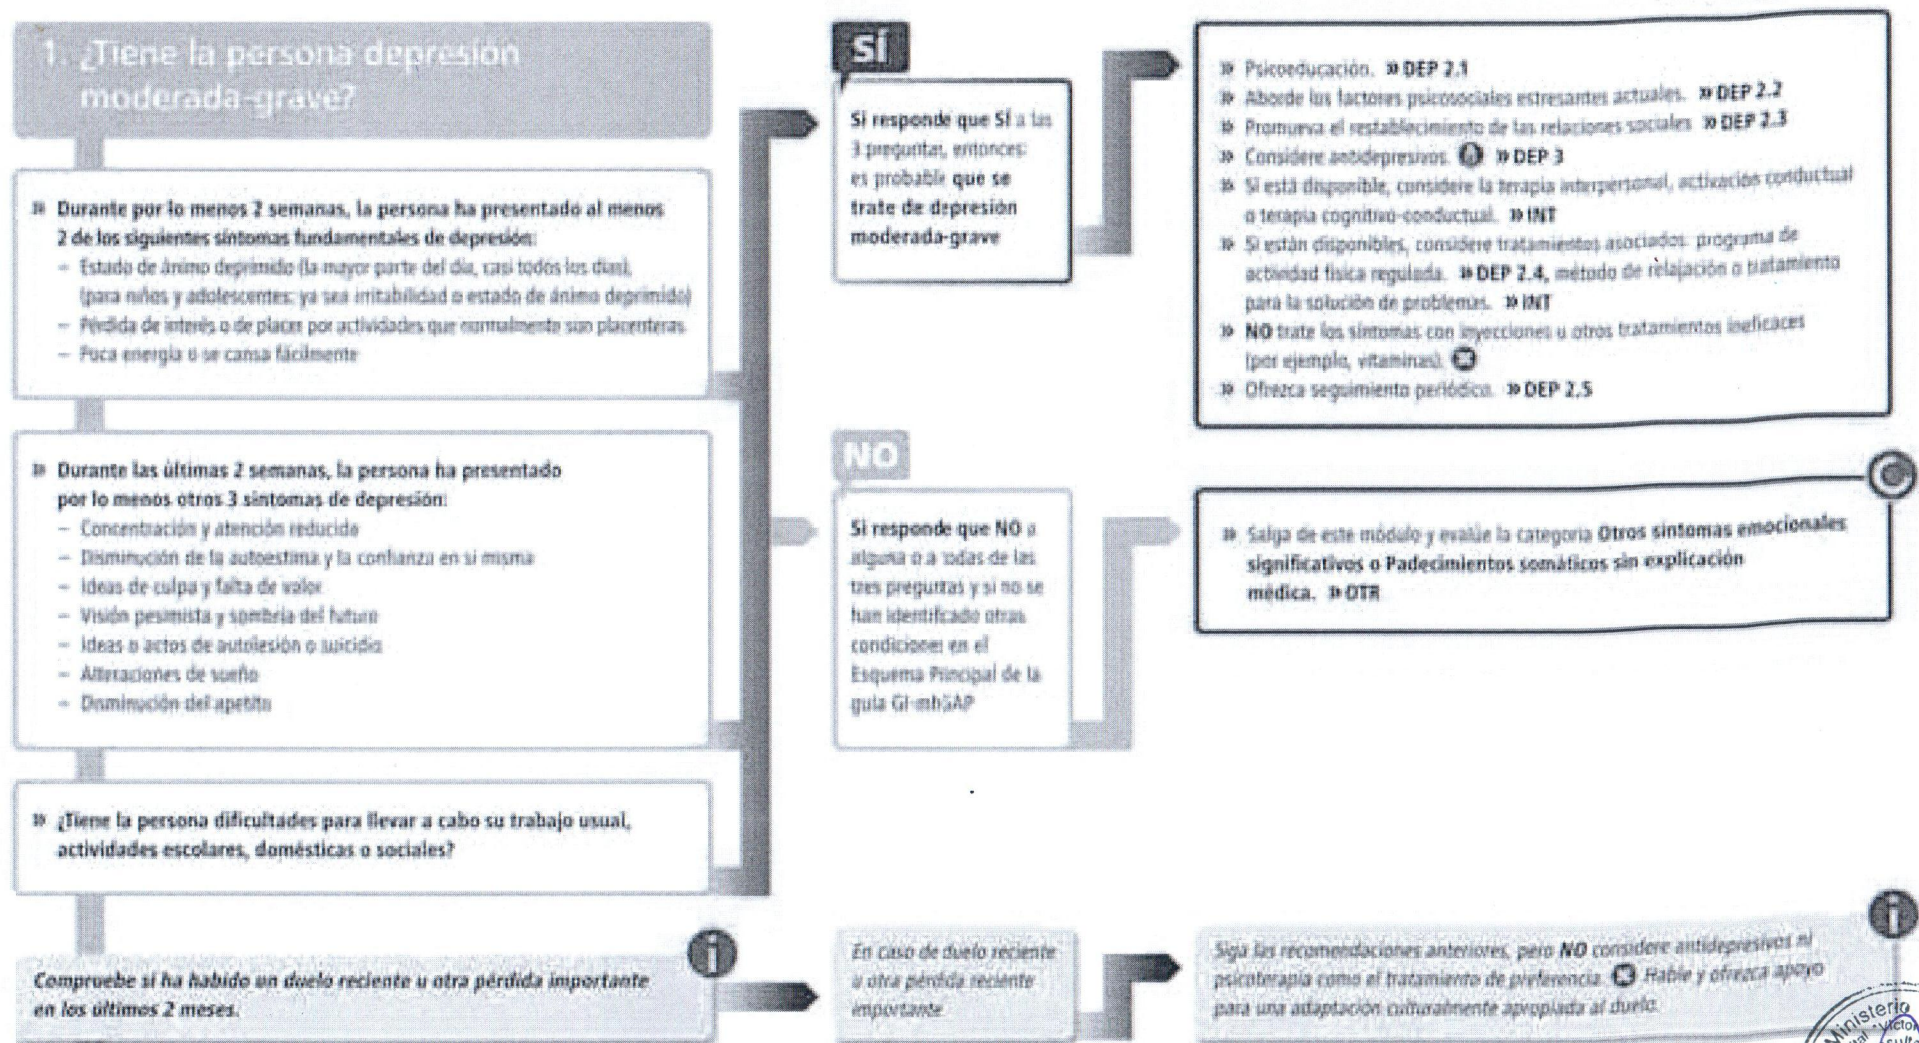 1. ¿Tiene la persona depresión
moderada-grave?
» Durante por lo menos 2 semanas, la persona ha presentado al menos
2 de los siguientes síntomas fundamentales de depresión:
– Estado de ánimo deprimido (la mayor parte del día, casi todos los días),
(para niños y adolescentes: ya sea irritabilidad o estado de ánimo deprimido)
– Pérdida de interés o de placer por actividades que normalmente son placenteras
– Poca energía o se cansa fácilmente
» Durante las últimas 2 semanas, la persona ha presentado
por lo menos otros 3 síntomas de depresión:
– Concentración y atención reducida
– Disminución de la autoestima y la confianza en sí misma
– Ideas de culpa y falta de valor
– Visión pesimista y sombría del futuro
– Ideas o actos de autolesión o suicidio
– Alteraciones de sueño
– Disminución del apetito
» ¿Tiene la persona dificultades para llevar a cabo su trabajo usual,
actividades escolares, domésticas o sociales?
Compruebe si ha habido un duelo reciente u otra pérdida importante
en los últimos 2 meses.
i
SÍ
Si responde que SÍ a las
3 preguntas, entonces:
es probable que se
trate de depresión
moderada-grave
» Psicoeducación. » DEP 2.1
» Aborde los factores psicosociales estresantes actuales. » DEP 2.2
» Promueva el restablecimiento de las relaciones sociales » DEP 2.3
» Considere antidepresivos. » DEP 3
» Si está disponible, considere la terapia interpersonal, activación conductual
o terapia cognitivo-conductual. » INT
» Si están disponibles, considere tratamientos asociados: programa de
actividad física regulada. » DEP 2.4, método de relajación o tratamiento
para la solución de problemas. » INT
» NO trate los síntomas con inyecciones u otros tratamientos ineficaces
(por ejemplo, vitaminas).
» Ofrezca seguimiento periódico. » DEP 2.5
NO
Si responde que NO a
alguna o a todas de las
tres preguntas y si no se
han identificado otras
condiciones en el
Esquema Principal de la
guía GI-mhGAP
» Salga de este módulo y evalúe la categoría Otros síntomas emocionales
significativos o Padecimientos somáticos sin explicación
médica. » OTR
En caso de duelo reciente
u otra pérdida reciente
importante
i
Siga las recomendaciones anteriores, pero NO considere antidepresivos ni
psicoterapia como el tratamiento de preferencia. Hable y ofrezca apoyo
para una adaptación culturalmente apropiada al duelo.
Ministerio